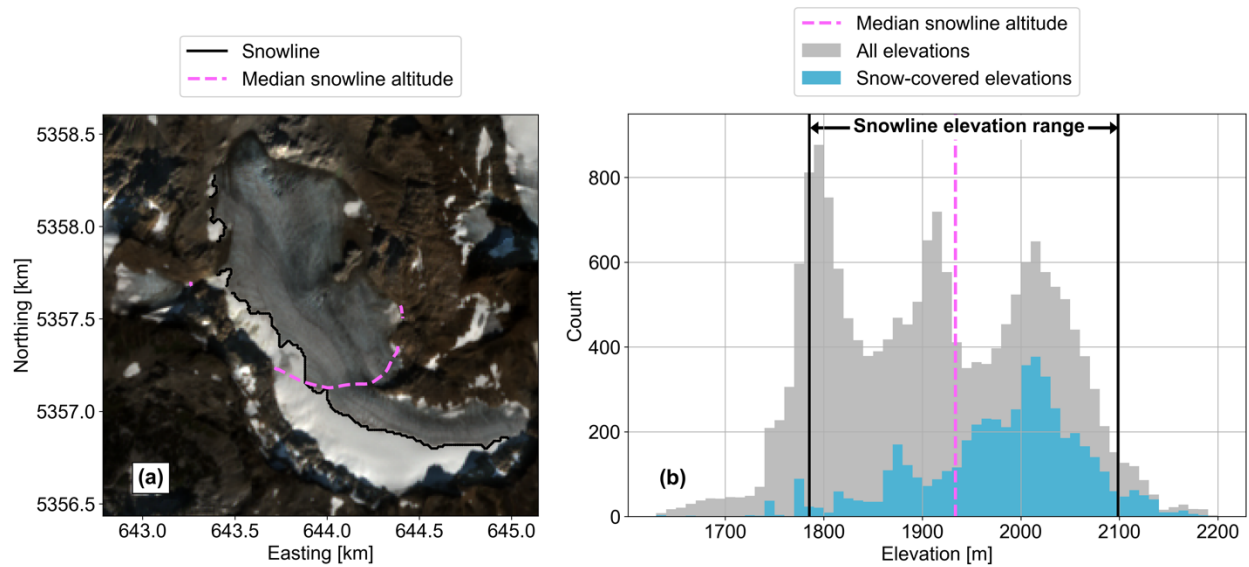 Snowline
Median snowline altitude
Median snowline altitude
All elevations
Snow-covered elevations
5358.5
5358.0
5357.5
5357.0
5356.5
Northing [km]
(a)
643.0 643.5 644.0 644.5 645.0
Easting [km]
Snowline elevation range
800
600
400
200
0
Count
(b)
1700 1800 1900 2000 2100 2200
Elevation [m]